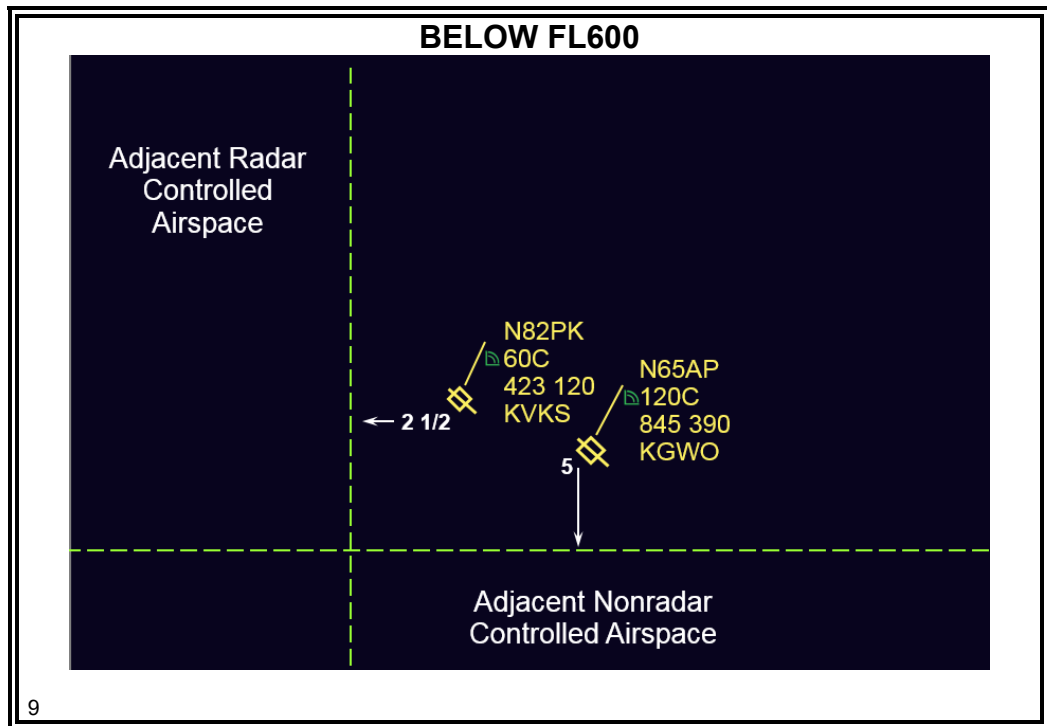 BELOW FL600
Adjacent Radar
Controlled
Airspace
N82PK
60C
423 120
KVKS
2 1/2
N65AP
120C
845 390
KGWO
5
Adjacent Nonradar
Controlled Airspace
9